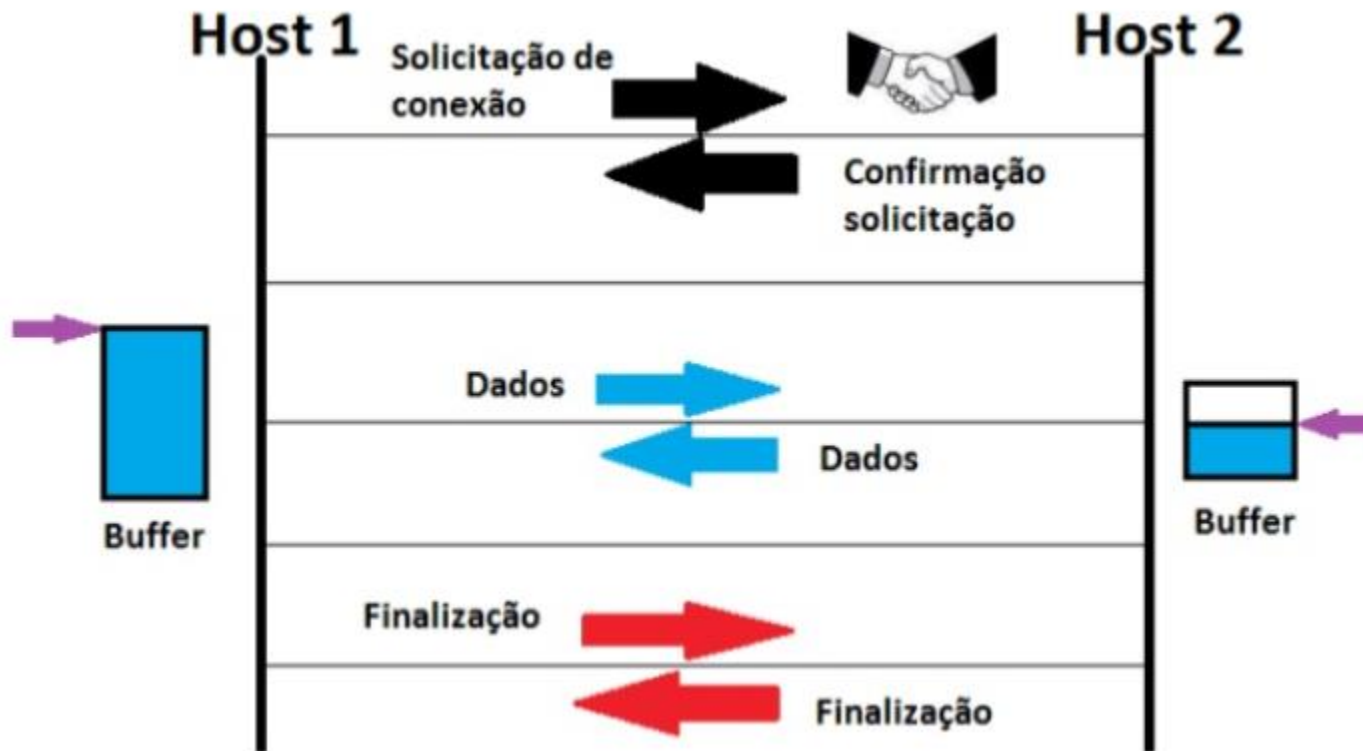 Host 1
Host 2
Solicitação de
conexão
Confirmação
solicitação
Dados
Dados
Buffer
Buffer
Finalização
Finalização